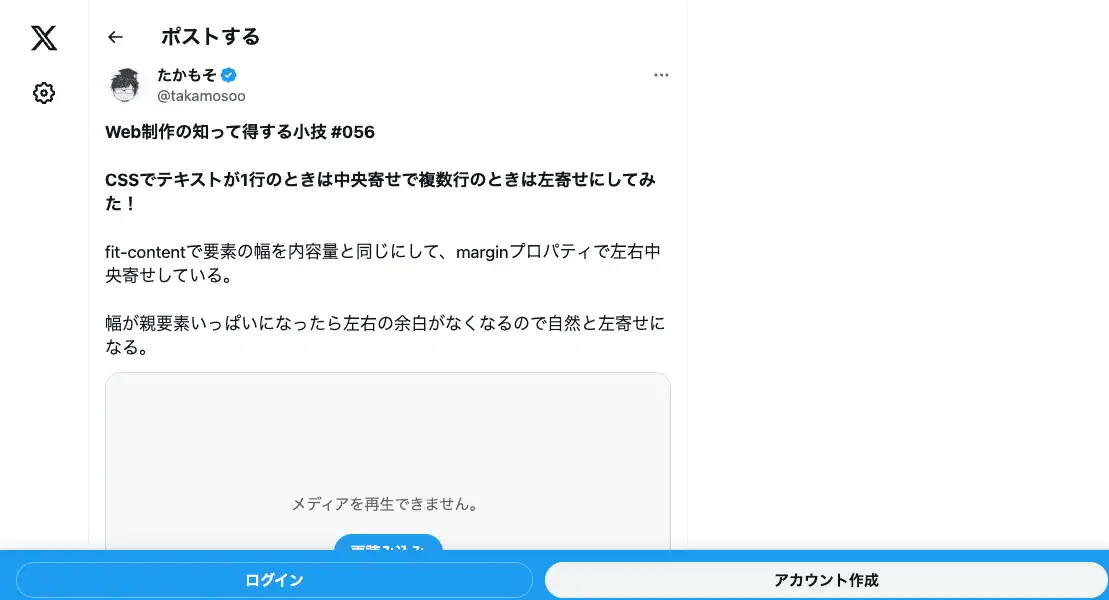 ポストする
たかもそ
@takamosoo
Web制作の知って得する小技 #056
CSSでテキストが1行のときは中央寄せで複数行のときは左寄せにしてみ
た！
fit-contentで要素の幅を内容量と同じにして、marginプロパティで左右中
央寄せしている。
幅が親要素いっぱいになったら左右の余白がなくなるので自然と左寄せに
なる。
メディアを再生できません。
再読み込み
ログイン
アカウント作成